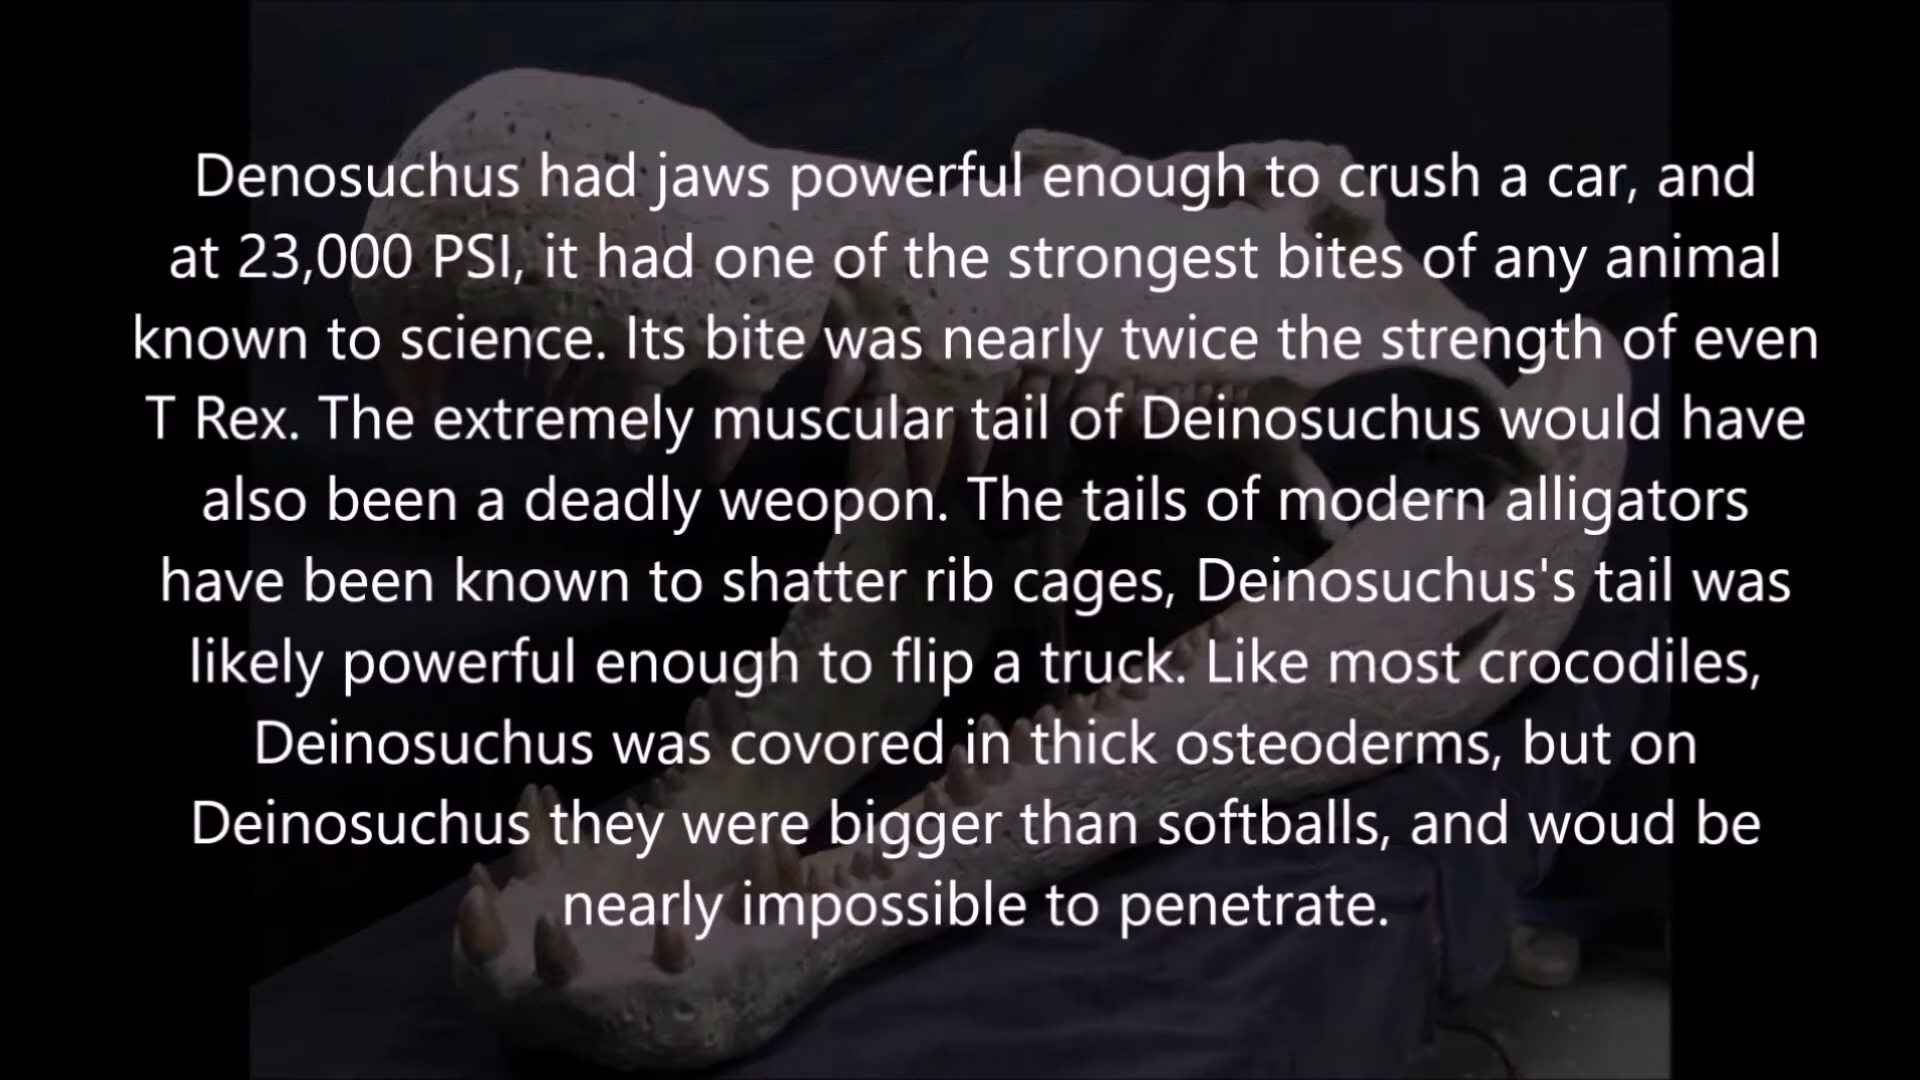 Denosuchus had jaws powerful enough to crush a car, and
at 23,000 PSI, it had one of the strongest bites of any animal
known to science. Its bite was nearly twice the strength of even
T Rex. The extremely muscular tail of Deinosuchus would have
also been a deadly weopon. The tails of modern alligators
have been known to shatter rib cages, Deinosuchus's tail was
likely powerful enough to flip a truck. Like most crocodiles,
Deinosuchus was covored in thick osteoderms, but on
Deinosuchus they were bigger than softballs, and woud be
nearly impossible to penetrate.